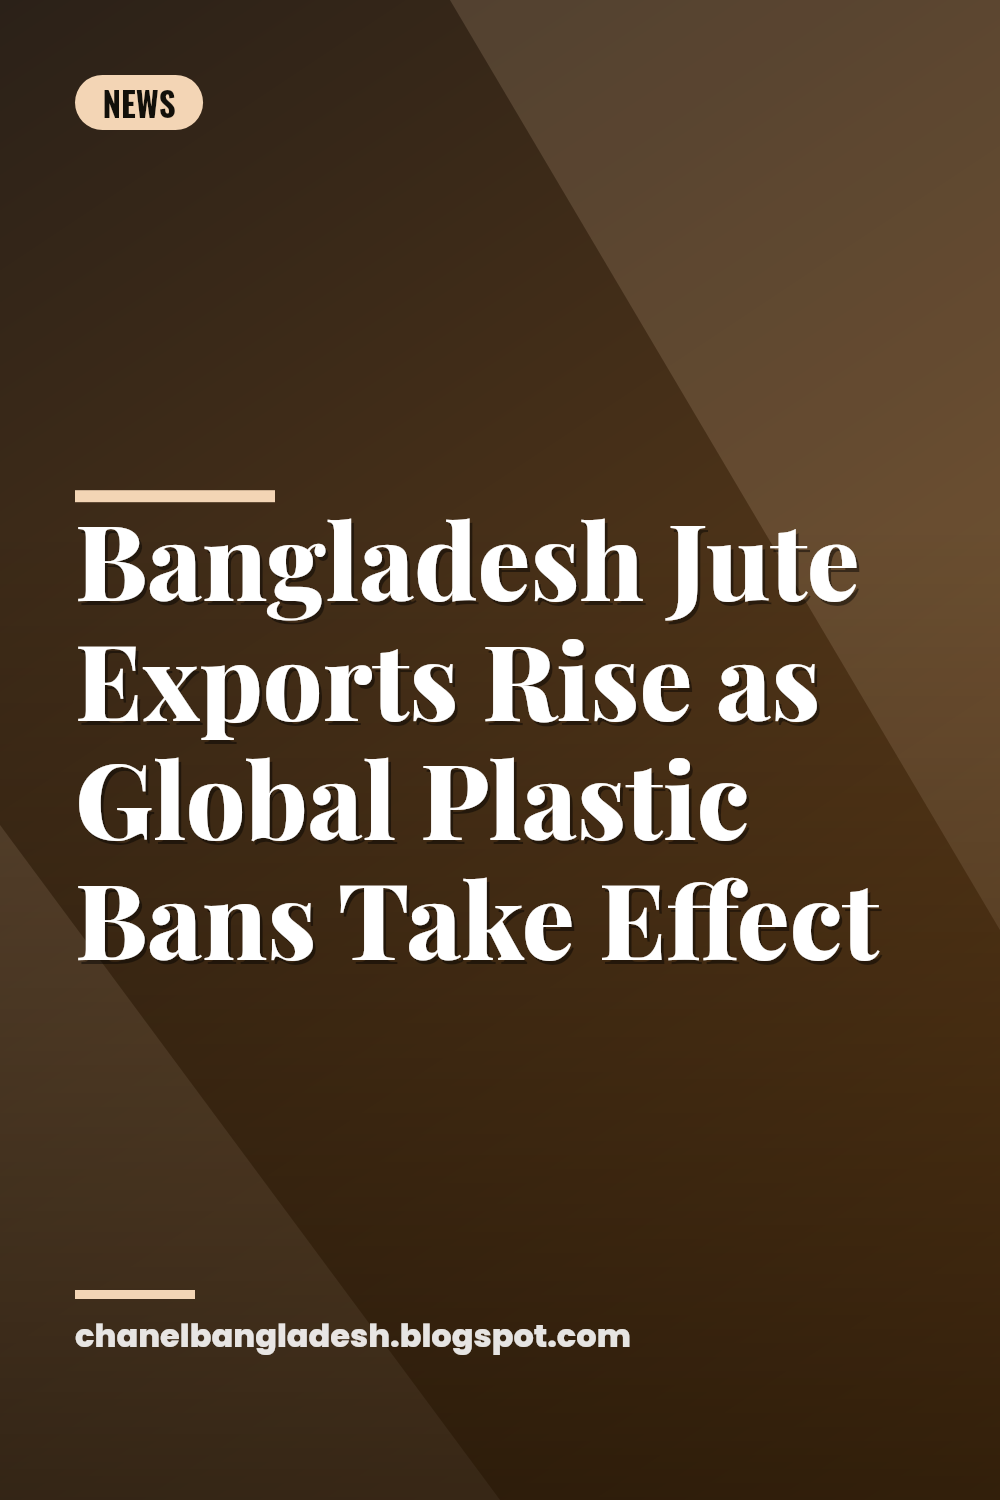 NEWS
Bangladesh Jute
Exports Rise as
Global Plastic
Bans Take Effect
chanelbangladesh.blogspot.com